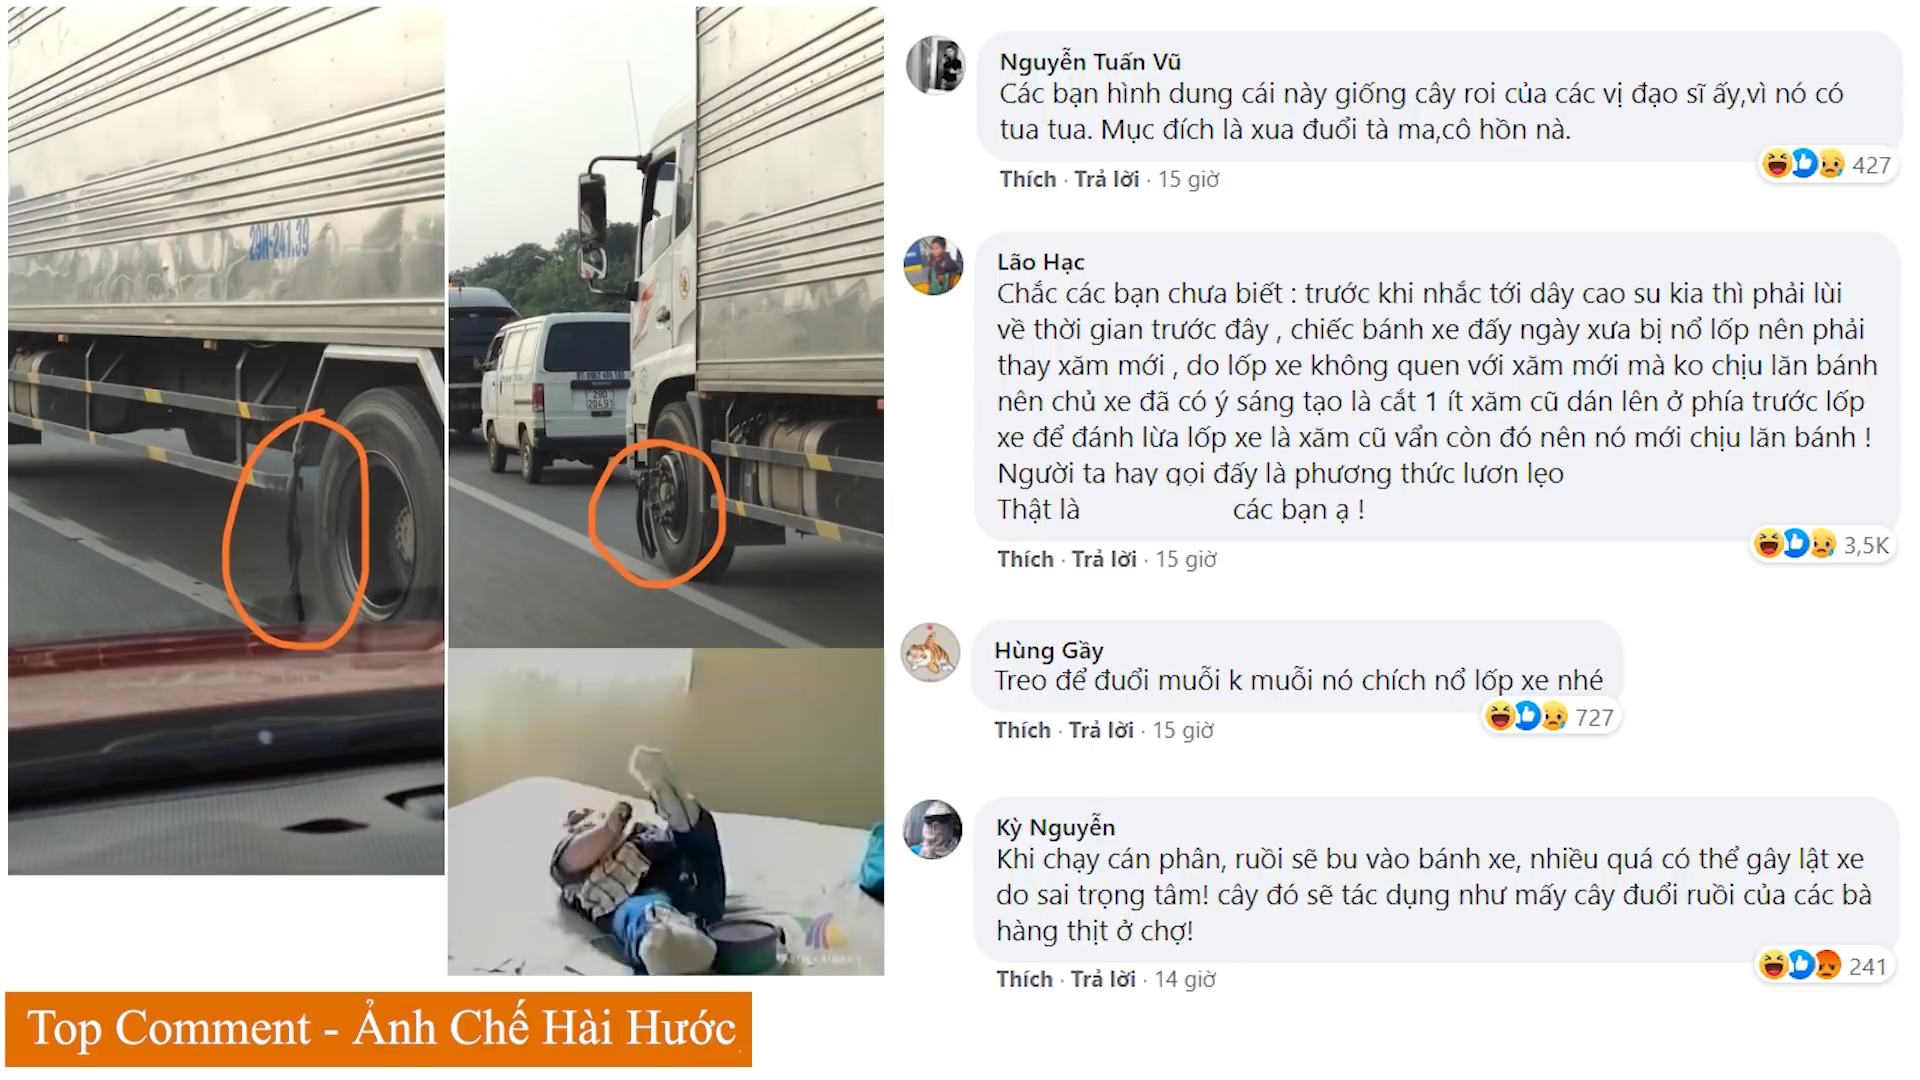 29H-241.39
Nguyễn Tuấn Vũ
Các bạn hình dung cái này giống cây roi của các vị đạo sĩ ấy,vì nó có
tua tua. Mục đích là xua đuổi tà ma,cô hồn nà.
Thích · Trả lời · 15 giờ
427
Lão Hạc
Chắc các bạn chưa biết : trước khi nhắc tới dây cao su kia thì phải lùi
về thời gian trước đây , chiếc bánh xe đấy ngày xưa bị nổ lốp nên phải
thay xăm mới , do lốp xe không quen với xăm mới mà ko chịu lăn bánh
nên chủ xe đã có ý sáng tạo là cắt 1 ít xăm cũ dán lên ở phía trước lốp
xe để đánh lừa lốp xe là xăm cũ vẩn còn đó nên nó mới chịu lăn bánh !
Người ta hay gọi đấy là phương thức lươn lẹo
Thật là các bạn ạ !
Thích · Trả lời · 15 giờ
3,5K
Hùng Gầy
Treo để đuổi muỗi k muỗi nó chích nổ lốp xe nhé
727
Thích · Trả lời · 15 giờ
Kỳ Nguyễn
Khi chạy cán phân, ruồi sẽ bu vào bánh xe, nhiều quá có thể gây lật xe
do sai trọng tâm! cây đó sẽ tác dụng như mấy cây đuổi ruồi của các bà
hàng thịt ở chợ!
241
Thích · Trả lời · 14 giờ
Top Comment - Ảnh Chế Hài Hước